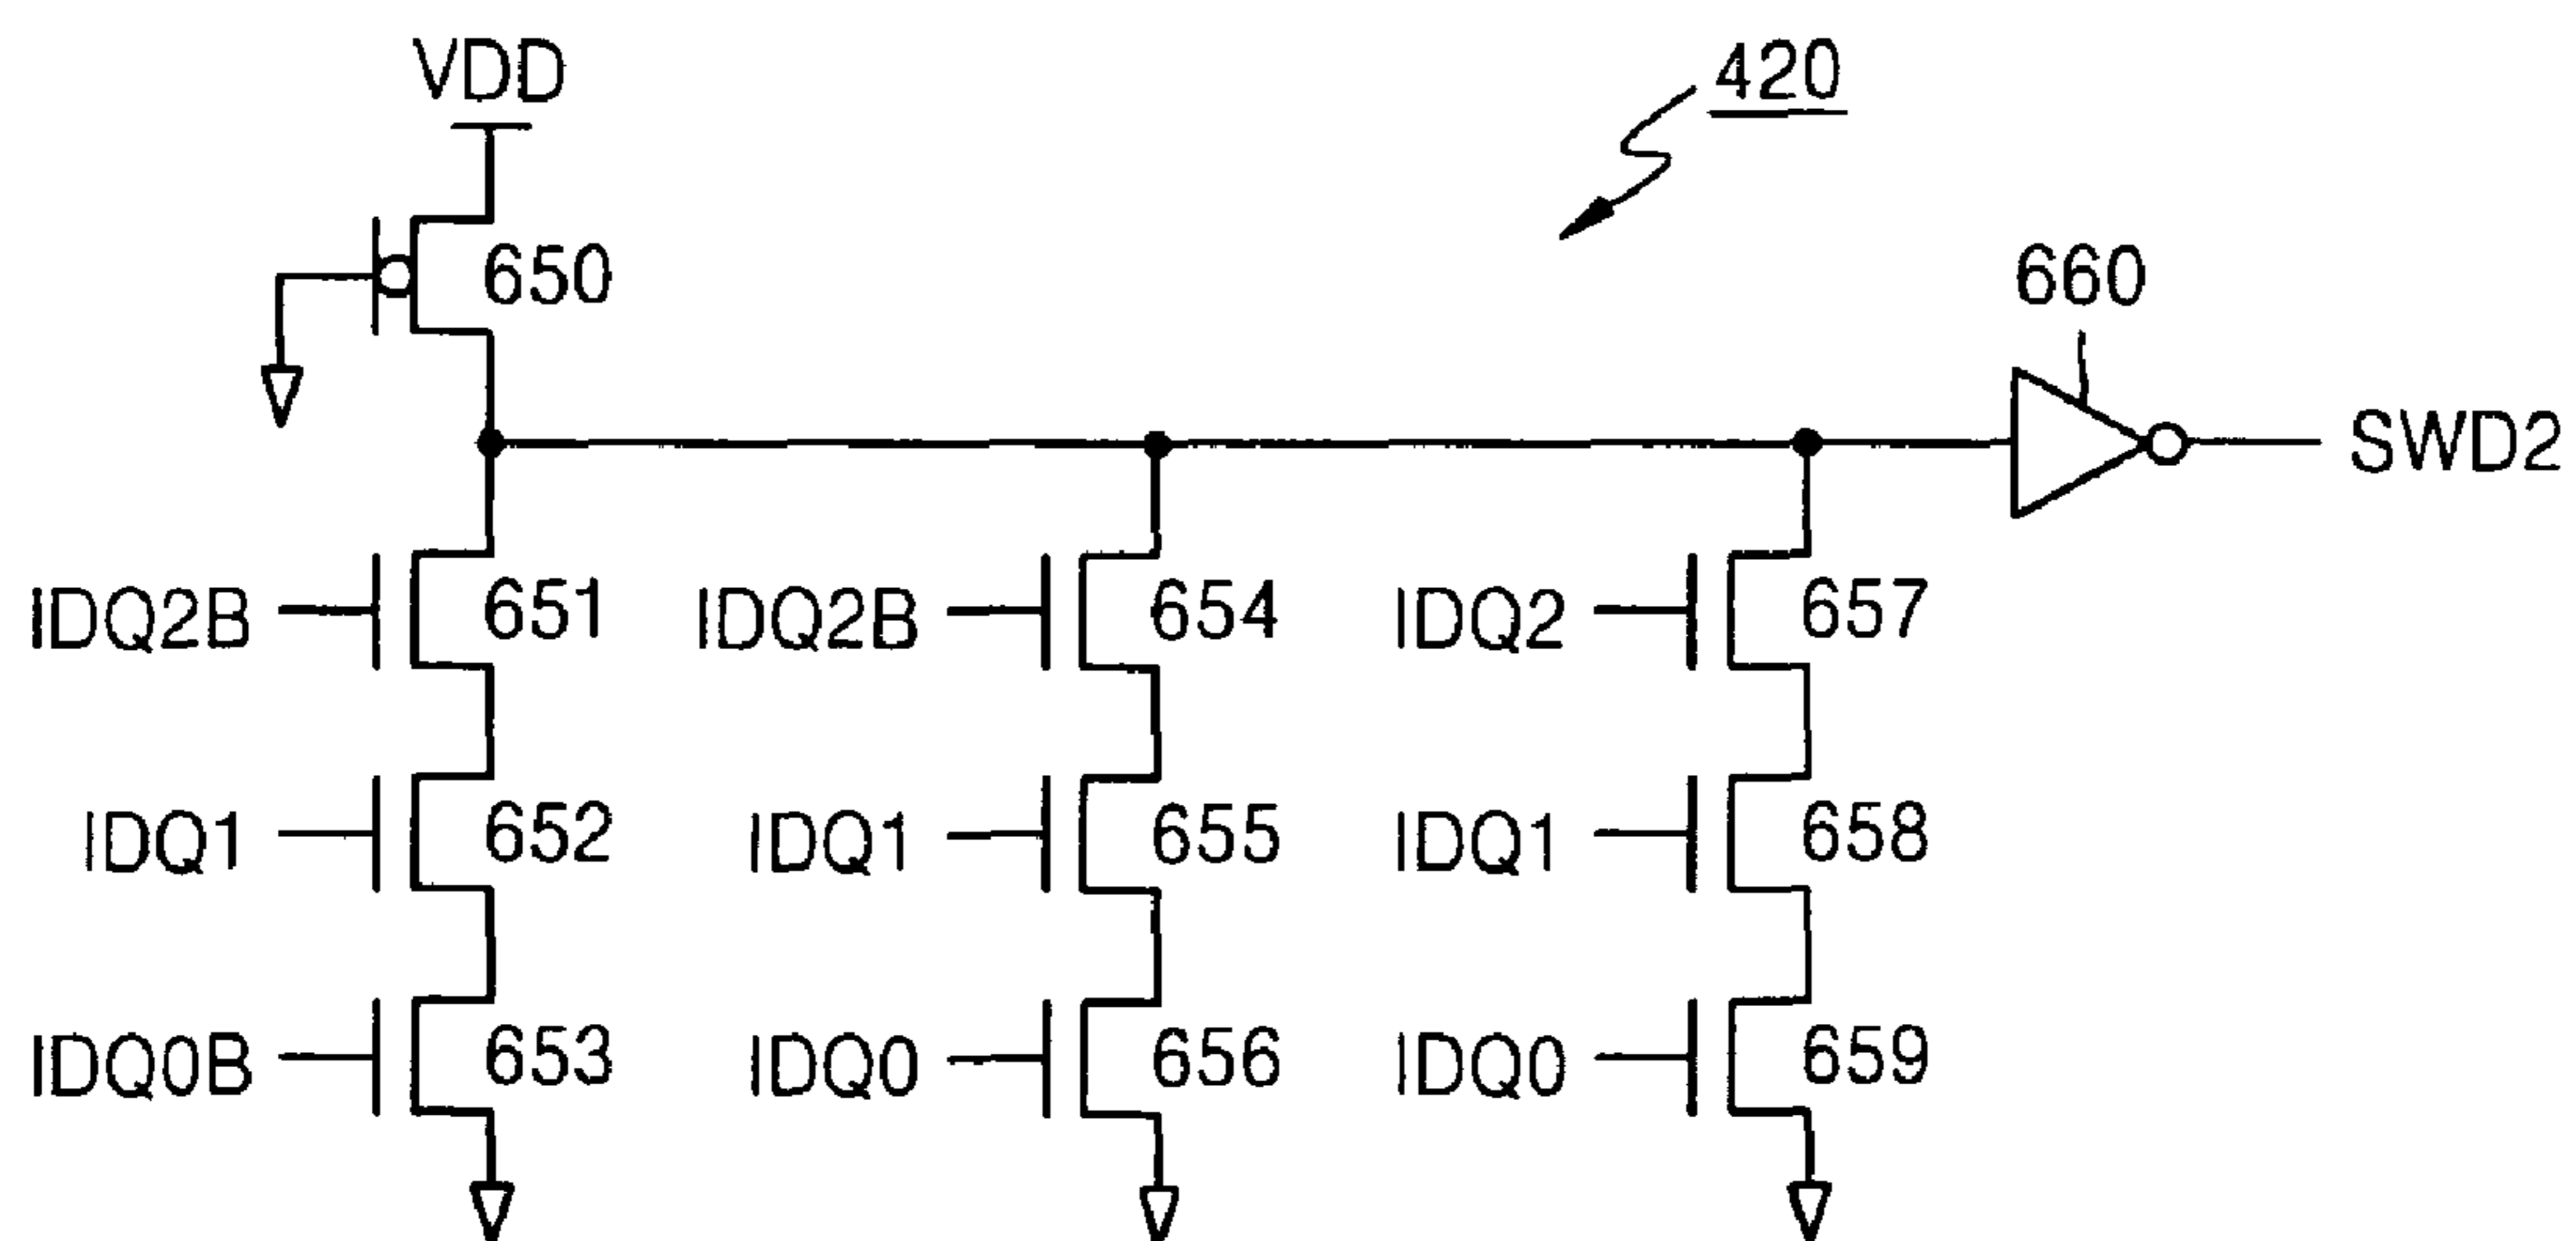 VDD
420
650
660
SWD2
IDQ2B
651
IDQ2B
654
IDQ2
657
IDQ1
652
IDQ1
655
IDQ1
658
IDQ0B
653
IDQ0
656
IDQ0
659